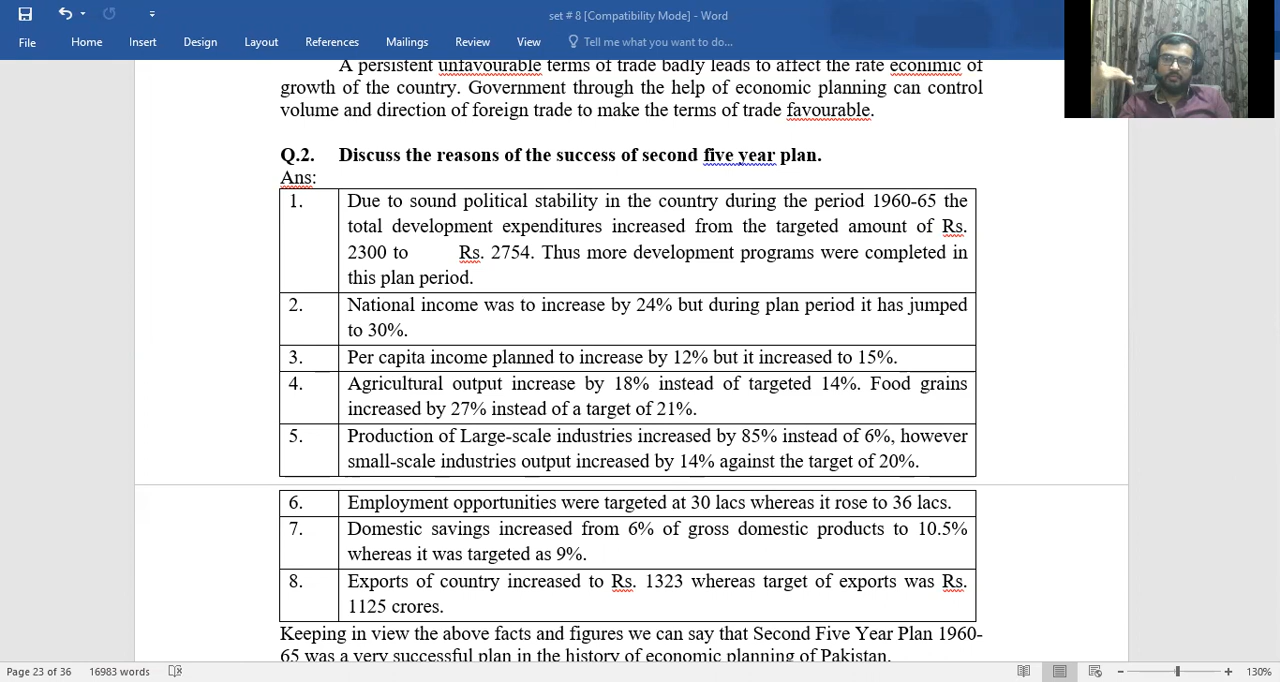 set # 8 [Compatibility Mode] - Word
File Home Insert Design Layout References Mailings Review View Tell me what you want to do...
A persistent unfavourable terms of trade badly leads to affect the rate econimic of
growth of the country. Government through the help of economic planning can control
volume and direction of foreign trade to make the terms of trade favourable.
Q.2. Discuss the reasons of the success of second five year plan.
Ans:
1. Due to sound political stability in the country during the period 1960-65 the
total development expenditures increased from the targeted amount of Rs.
2300 to Rs. 2754. Thus more development programs were completed in
this plan period.
2. National income was to increase by 24% but during plan period it has jumped
to 30%.
3. Per capita income planned to increase by 12% but it increased to 15%.
4. Agricultural output increase by 18% instead of targeted 14%. Food grains
increased by 27% instead of a target of 21%.
5. Production of Large-scale industries increased by 85% instead of 6%, however
small-scale industries output increased by 14% against the target of 20%.
6. Employment opportunities were targeted at 30 lacs whereas it rose to 36 lacs.
7. Domestic savings increased from 6% of gross domestic products to 10.5%
whereas it was targeted as 9%.
8. Exports of country increased to Rs. 1323 whereas target of exports was Rs.
1125 crores.
Keeping in view the above facts and figures we can say that Second Five Year Plan 1960-
65 was a very successful plan in the history of economic planning of Pakistan.
Page 23 of 36 16983 words 130%